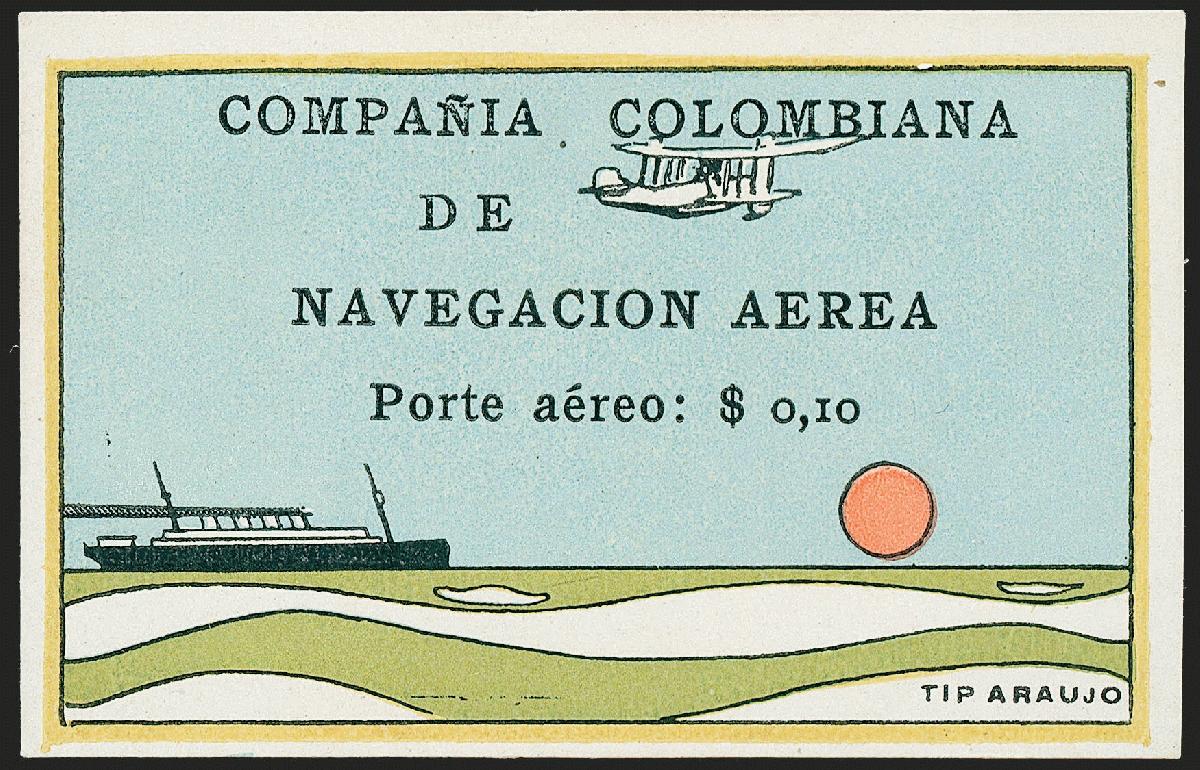 COMPAÑIA COLOMBIANA
DE
NAVEGACION AEREA
Porte aéreo: $ 0,10
TIP ARAUJO